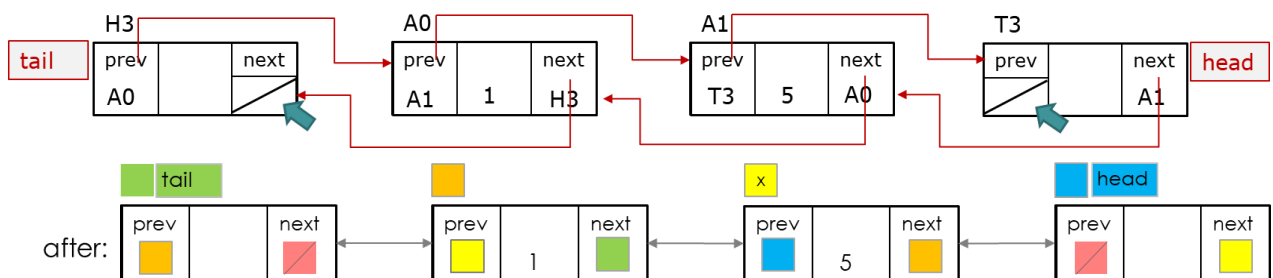 H3 A0 A1 T3
tail prev next prev next prev next prev next head
A0 A1 1 H3 T3 5 A0 A1
tail x head
prev next prev next prev next prev next
after: 1 5